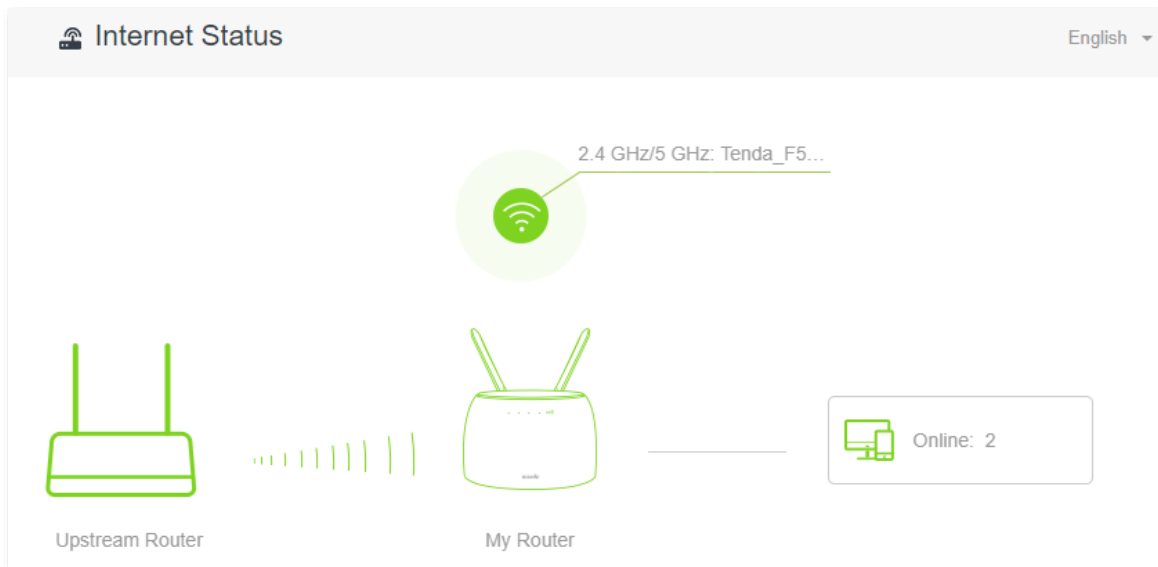 Internet Status
English
2.4 GHz/5 GHz: Tenda_F5...
Online: 2
Upstream Router
My Router